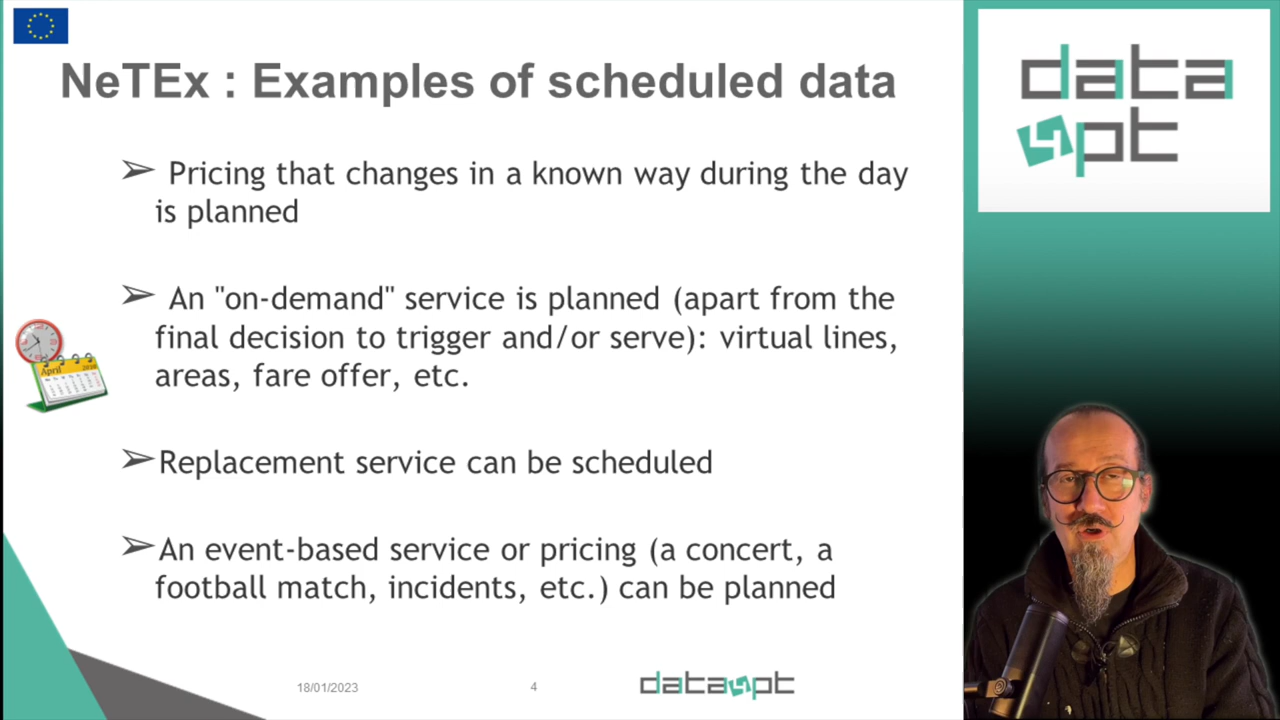 NeTEx : Examples of scheduled data
data
pt
➢ Pricing that changes in a known way during the day
is planned
➢ An "on-demand" service is planned (apart from the
final decision to trigger and/or serve): virtual lines,
areas, fare offer, etc.
April
➢Replacement service can be scheduled
➢An event-based service or pricing (a concert, a
football match, incidents, etc.) can be planned
18/01/2023
4
data pt